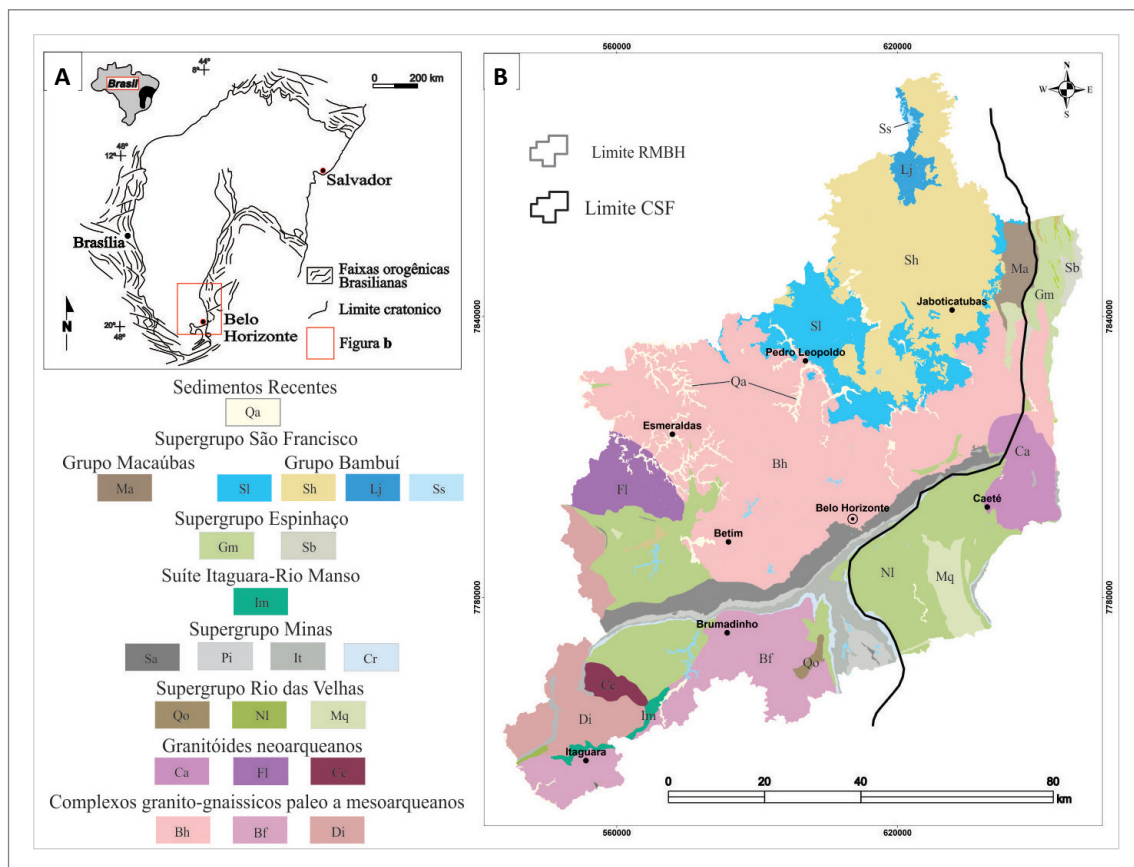 A
Brasil
44°
8°
0 200 km
48°
12°
Salvador
Brasília
Faixas orogênicas
Brasilianas
Limite cratonico
N
20°
48°
Belo
Horizonte
Figura b
Sedimentos Recentes
Qa
Supergrupo São Francisco
Grupo Macaúbas Grupo Bambuí
Ma Sl Sh Lj Ss
Supergrupo Espinhaço
Gm Sb
Suíte Itaguara-Rio Manso
Im
Supergrupo Minas
Sa Pi It Cr
Supergrupo Rio das Velhas
Qo Nl Mq
Granitóides neoarqueanos
Ca Fl Cc
Complexos granito-gnaissicos paleo a mesoarqueanos
Bh Bf Di
560000 620000
B
N
W E
S
Limite RMBH
Limite CSF
Ss
Lj
Sh
Ma
Sb
Gm
Jaboticatubas
7840000 7840000
Sl
Pedro Leopoldo
Qa
Esmeraldas
Bh
Ca
Fl
Caeté
Belo Horizonte
Betim
Nl
Mq
7780000 7780000
Brumadinho
Bf
Qo
Cc
Di
Im
Itaguara
0 20 40 60 80
km
560000 620000